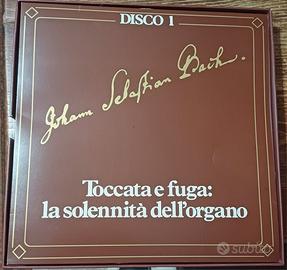 DISCO 1
Johann Sebastian Bach.
Toccata e fuga:
la solennità dell'organo
subito